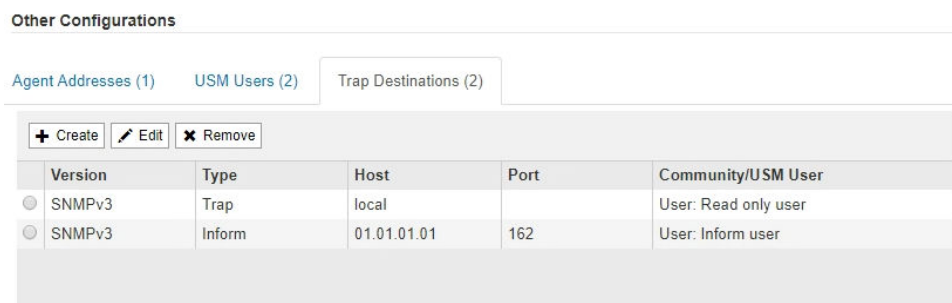 Other Configurations
Agent Addresses (1) USM Users (2) Trap Destinations (2)
Create Edit Remove
Version Type Host Port Community/USM User
SNMPv3 Trap local User: Read only user
SNMPv3 Inform 01.01.01.01 162 User: Inform user